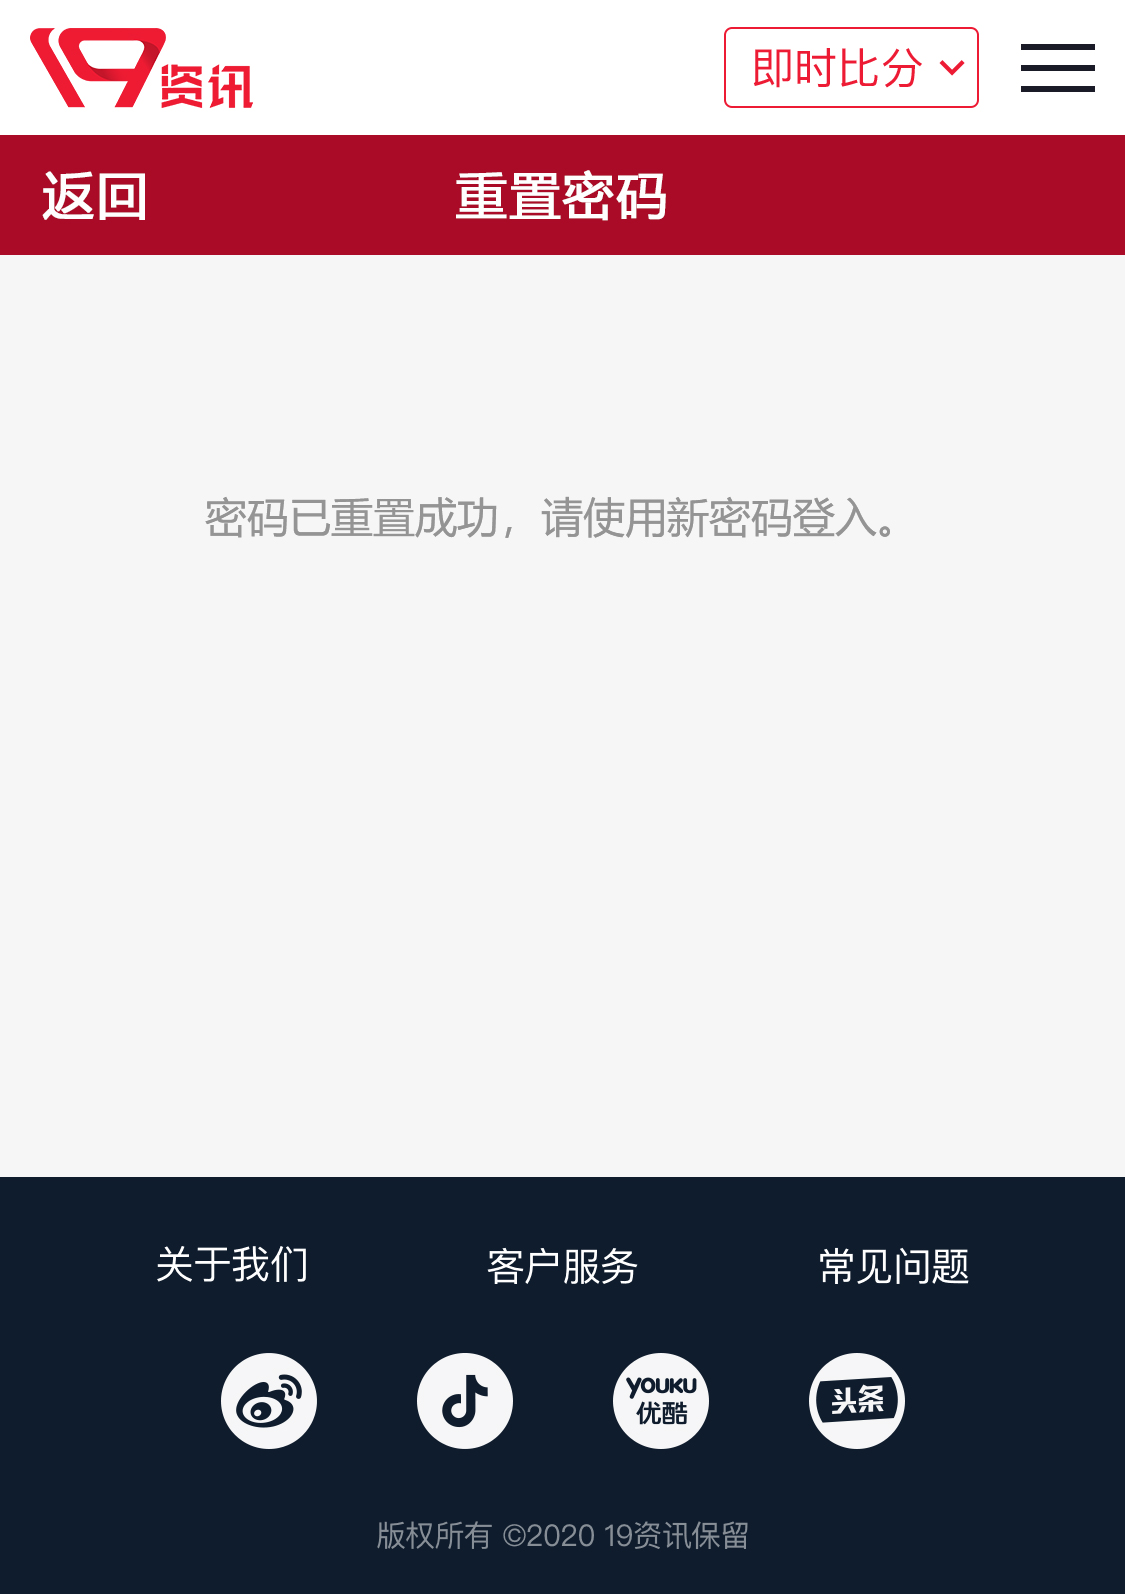 19资讯
即时比分
返回
重置密码
密码已重置成功，请使用新密码登入。
关于我们
客户服务
常见问题
YOUKU
优酷
头条
版权所有 ©2020 19资讯保留